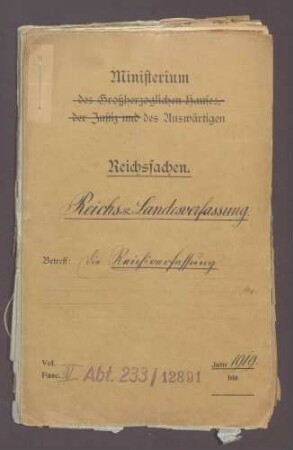 Ministerium
des Großherzoglichen Hauses,
der Justiz und des Auswärtigen
Reichssachen.
Reichs- u. Landesverfassung.
Betreff: die Reichsverfassung
Vol. Jahr 1919.
Fasc. VI bis
Abt. 233/12891